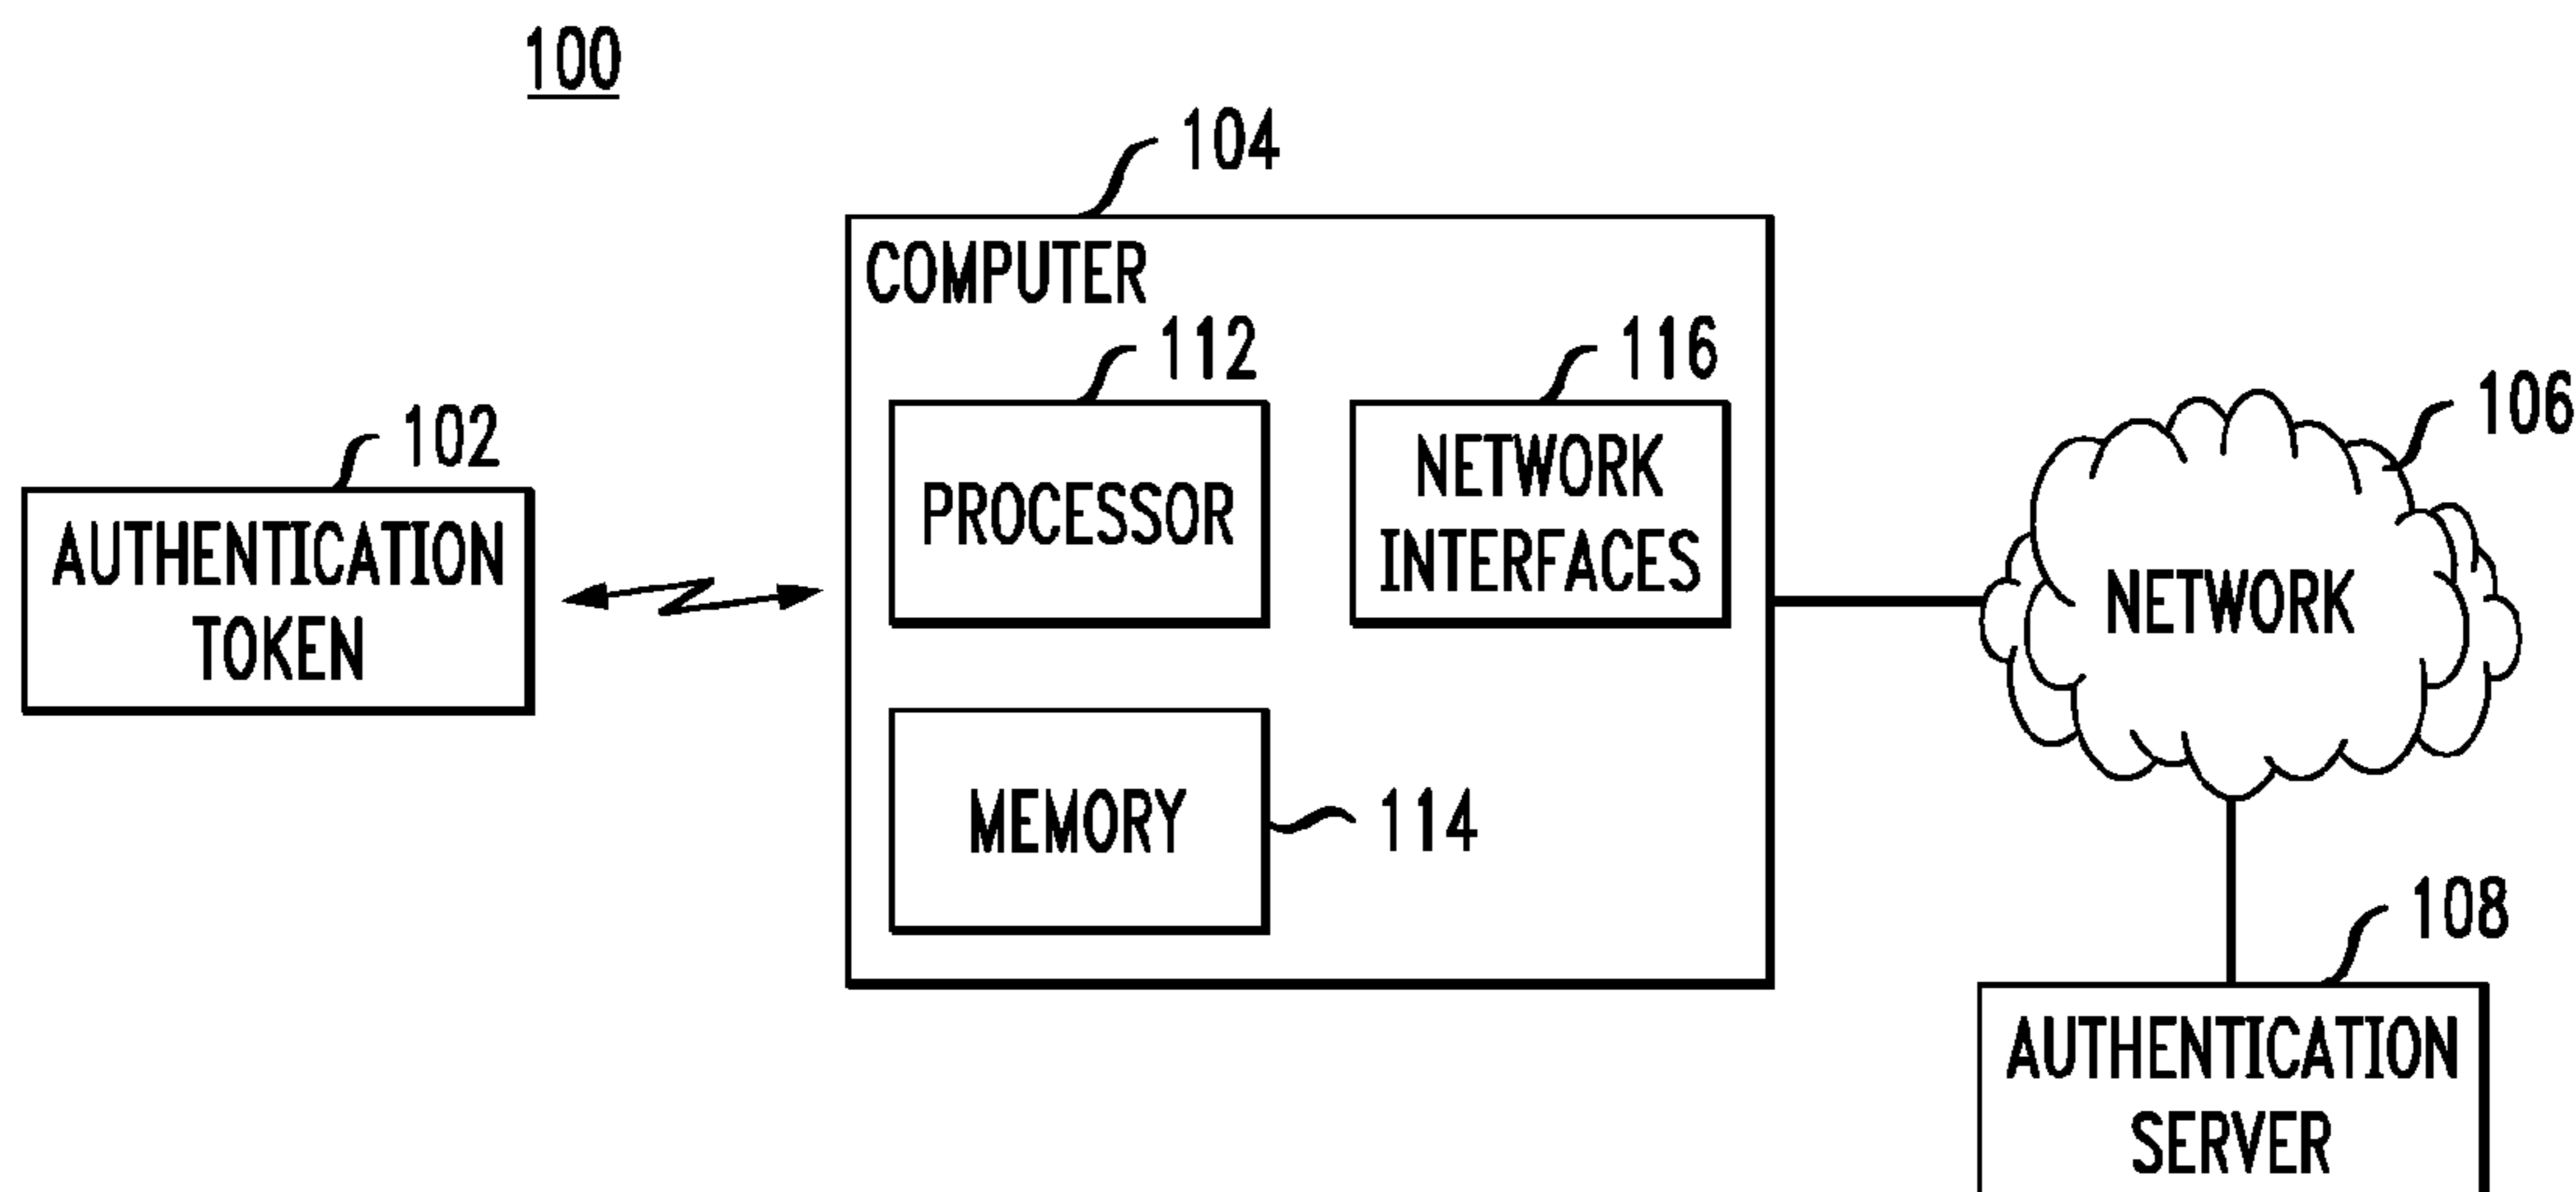 100
104
COMPUTER
112
116
102
106
AUTHENTICATION
TOKEN
PROCESSOR
NETWORK
INTERFACES
NETWORK
MEMORY
114
108
AUTHENTICATION
SERVER